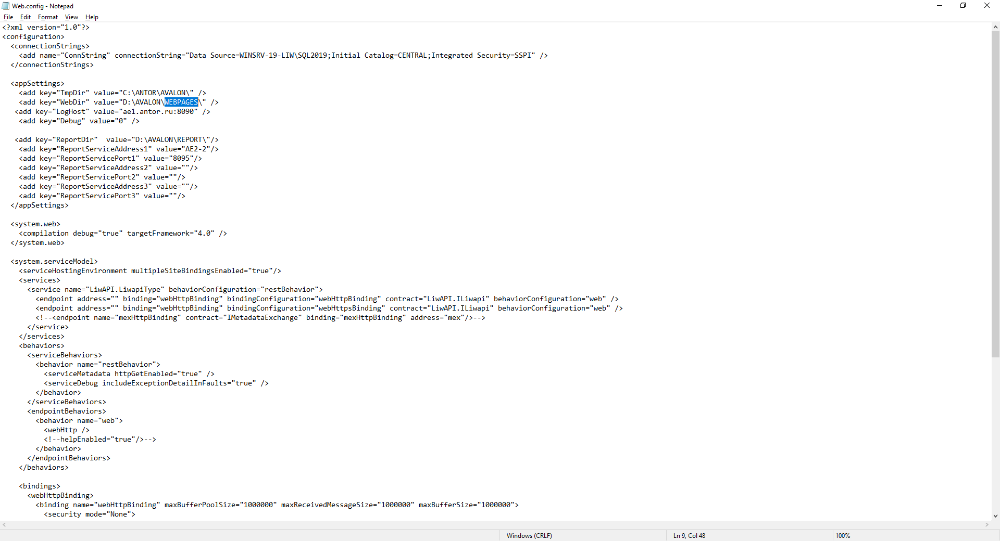 Web.config - Notepad
File Edit Format View Help
<?xml version="1.0"?>
<configuration>
  <connectionStrings>
    <add name="ConnString" connectionString="Data Source=WINSRV-19-LIW\SQL2019;Initial Catalog=CENTRAL;Integrated Security=SSPI" />
  </connectionStrings>

  <appSettings>
    <add key="TmpDir" value="C:\ANTOR\AVALON\" />
    <add key="WebDir" value="D:\AVALON\WEBPAGES\" />
   <add key="LogHost" value="ae1.antor.ru:8090" />
    <add key="Debug" value="0" />

   <add key="ReportDir"  value="D:\AVALON\REPORT\"/>
    <add key="ReportServiceAddress1" value="AE2-2"/>
    <add key="ReportServicePort1" value="8095"/>
    <add key="ReportServiceAddress2" value=""/>
    <add key="ReportServicePort2" value=""/>
    <add key="ReportServiceAddress3" value=""/>
    <add key="ReportServicePort3" value=""/>
  </appSettings>

  <system.web>
    <compilation debug="true" targetFramework="4.0" />
  </system.web>

  <system.serviceModel>
    <serviceHostingEnvironment multipleSiteBindingsEnabled="true"/>
    <services>
      <service name="LiwAPI.LiwapiType" behaviorConfiguration="restBehavior">
        <endpoint address="" binding="webHttpBinding" bindingConfiguration="webHttpBinding" contract="LiwAPI.ILiwapi" behaviorConfiguration="web" />
        <endpoint address="" binding="webHttpBinding" bindingConfiguration="webHttpsBinding" contract="LiwAPI.ILiwapi" behaviorConfiguration="web" />
        <!--<endpoint name="mexHttpBinding" contract="IMetadataExchange" binding="mexHttpBinding" address="mex"/>-->
      </service>
    </services>
    <behaviors>
      <serviceBehaviors>
        <behavior name="restBehavior">
          <serviceMetadata httpGetEnabled="true" />
          <serviceDebug includeExceptionDetailInFaults="true" />
        </behavior>
      </serviceBehaviors>
      <endpointBehaviors>
        <behavior name="web">
          <webHttp />
          <!--helpEnabled="true"/>-->
        </behavior>
      </endpointBehaviors>
    </behaviors>

    <bindings>
      <webHttpBinding>
        <binding name="webHttpBinding" maxBufferPoolSize="1000000" maxReceivedMessageSize="1000000" maxBufferSize="1000000">
          <security mode="None">
Windows (CRLF) Ln 9, Col 48 100%